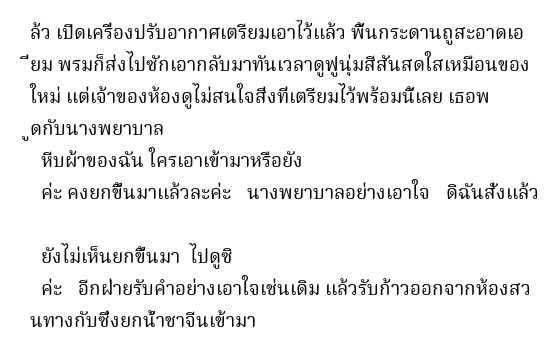 ล้ว เปิดเครื่องปรับอากาศเตรียมเอาไว้แล้ว พื้นกระดานถูสะอาดเอ
ี่ยม พรมก็ส่งไปซักเอากลับมาทันเวลาดูฟูนุ่มสีสันสดใสเหมือนของ
ใหม่ แต่เจ้าของห้องดูไม่สนใจสิ่งที่เตรียมไว้พร้อมนี้เลย เธอพ
ูดกับนางพยาบาล
หีบผ้าของฉัน ใครเอาเข้ามาหรือยัง
ค่ะ คงยกขึ้นมาแล้วละค่ะ นางพยาบาลอย่างเอาใจ ดิฉันสั่งแล้ว
ยังไม่เห็นยกขึ้นมา ไปดูซิ
ค่ะ อีกฝ่ายรับคำอย่างเอาใจเช่นเดิม แล้วรีบก้าวออกจากห้องสว
นทางกับซึ้งยกน้ำชาจีนเข้ามา